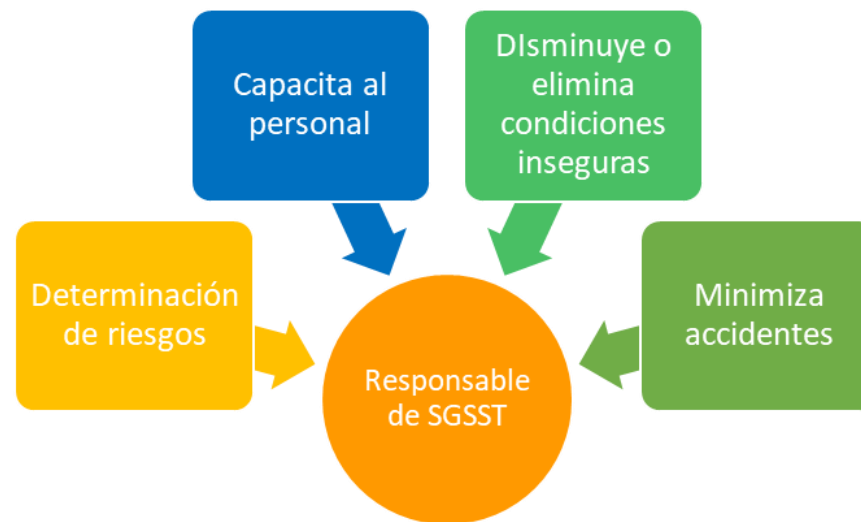 Capacita al
personal
DIsminuye o
elimina
condiciones
inseguras
Determinación
de riesgos
Minimiza
accidentes
Responsable
de SGSST